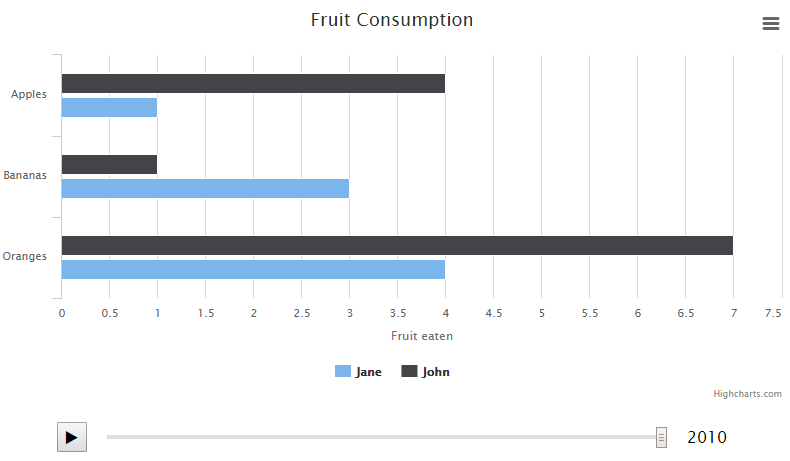 Fruit Consumption
Apples
Bananas
Oranges
0 0.5 1 1.5 2 2.5 3 3.5 4 4.5 5 5.5 6 6.5 7 7.5
Fruit eaten
Jane John
Highcharts.com
2010